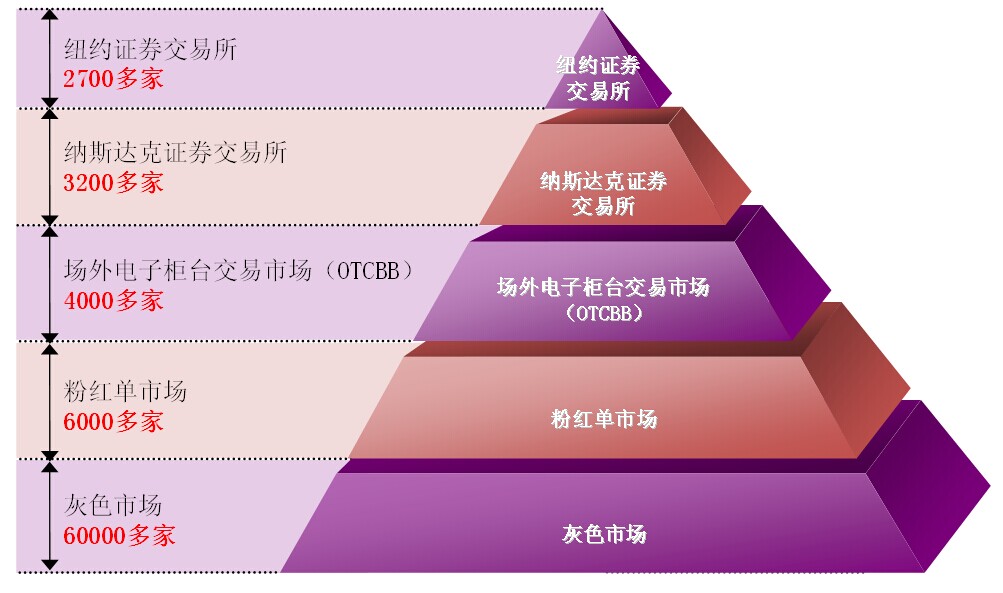 纽约证券交易所
2700多家
纽约证券
交易所
纳斯达克证券交易所
3200多家
纳斯达克证券
交易所
场外电子柜台交易市场（OTCBB）
4000多家
场外电子柜台交易市场
（OTCBB）
粉红单市场
6000多家
粉红单市场
灰色市场
60000多家
灰色市场